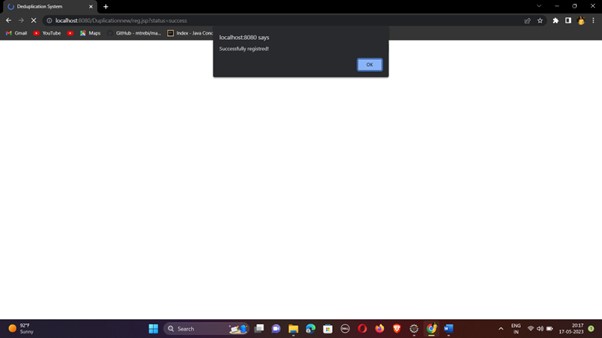 Deduplication System
localhost:8080/Duplicationnew/reg.jsp?status=success
Gmail
YouTube
Maps
GitHub - ntredis/ma...
Index - Java Conc
localhost:8080 says
Successfully registred!
OK
92°F
Sunny
Search
ENG
IN
20:17
17-05-2023